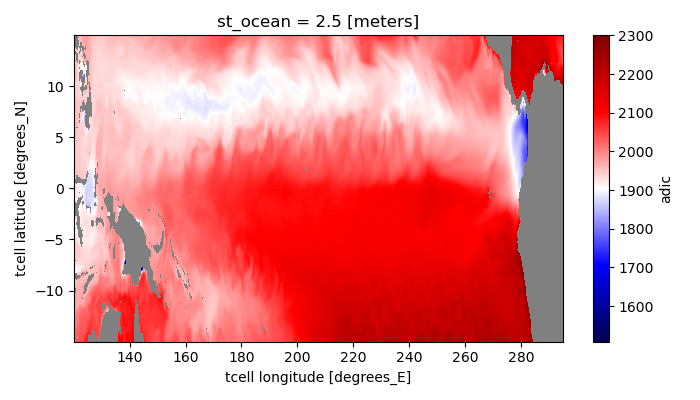 st_ocean = 2.5 [meters]
tcell latitude [degrees_N]
10
5
0
−5
−10
140 160 180 200 220 240 260 280
tcell longitude [degrees_E]
2300
2200
2100
2000
1900
1800
1700
1600
adic